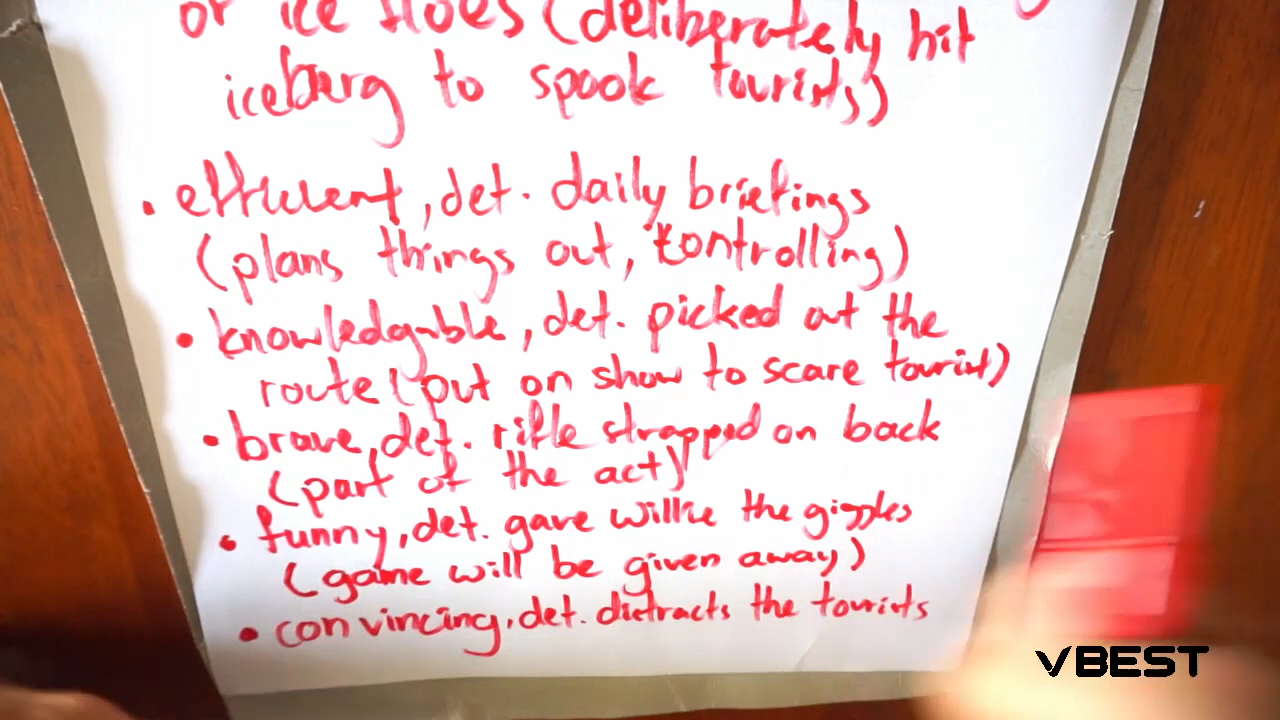 or ice floes (deliberately hit
iceberg to spook tourists)
• efficient, det. daily briefings
(plans things out, controlling)
• knowledgable, det. picked out the
route (put on show to scare tourist)
• brave, det. rifle strapped on back
(part of the act)
• funny, det. gave willie the giggles
(game will be given away)
• convincing, det. distracts the tourists
VBEST